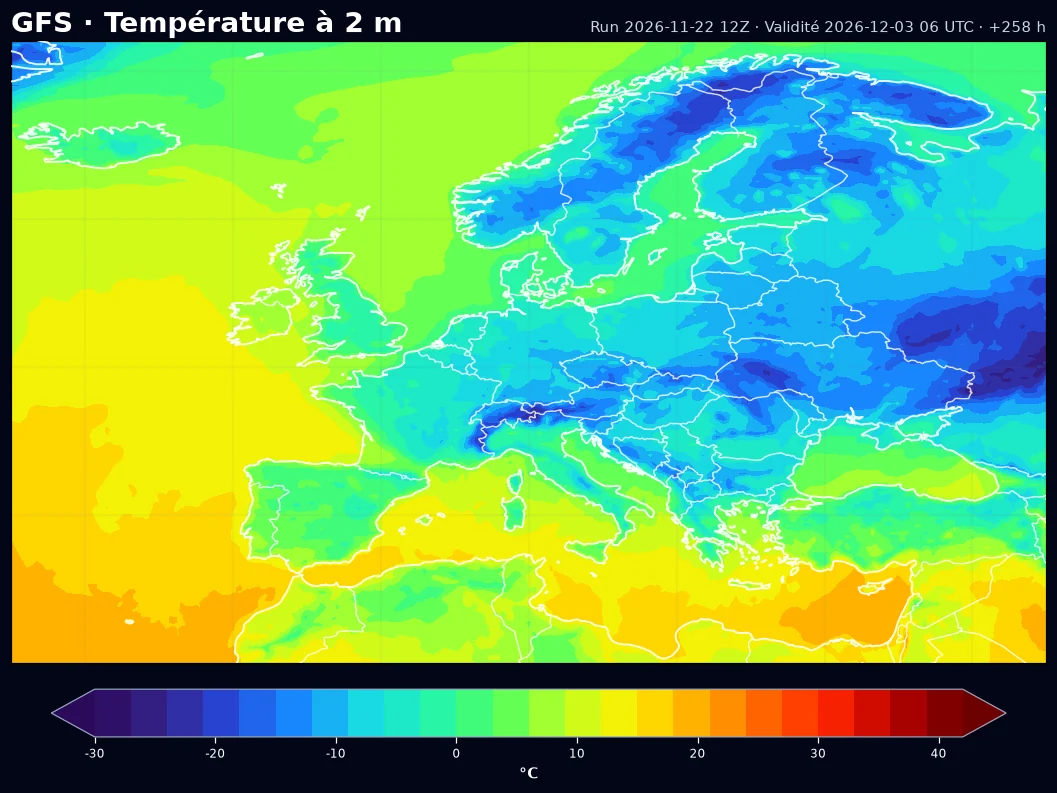 GFS · Température à 2 m
Run 2026-11-22 12Z · Validité 2026-12-03 06 UTC · +258 h
-30 -20 -10 0 10 20 30 40
°C